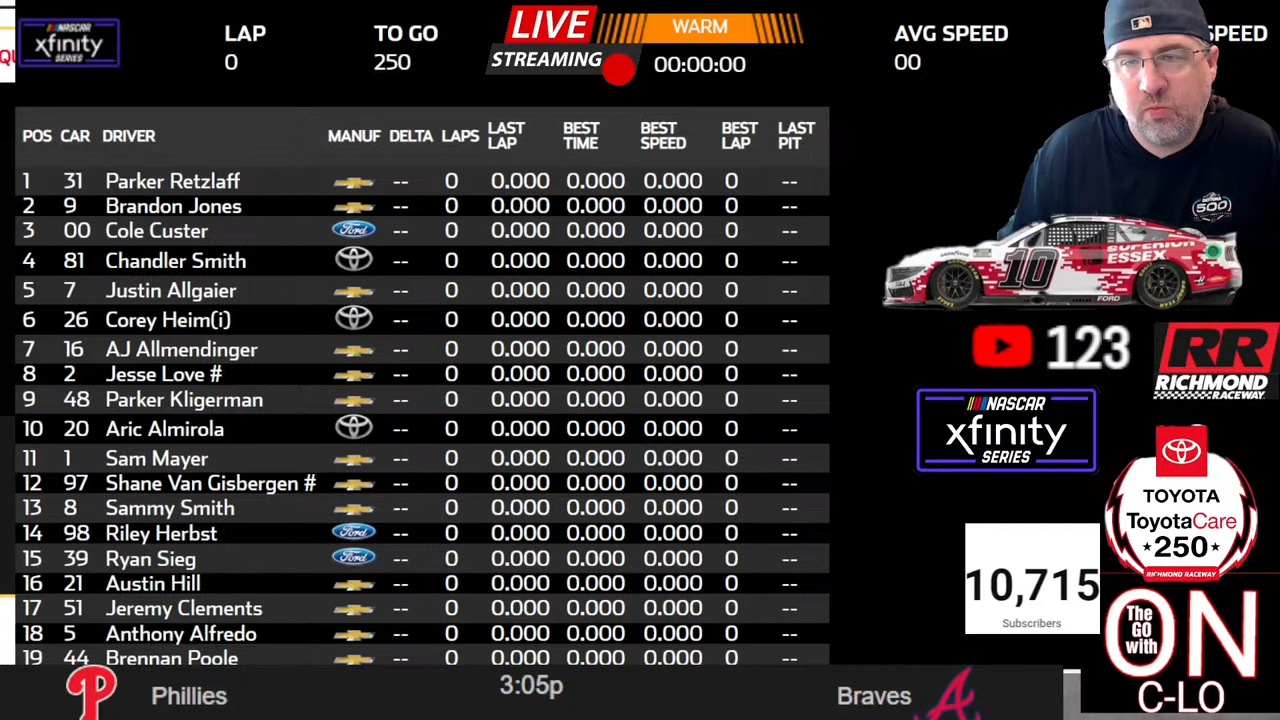 NASCAR
xfinity
SERIES
LAP
0
TO GO
250
LIVE
STREAMING
WARM
00:00:00
AVG SPEED
00
SPEED
POS CAR DRIVER MANUF DELTA LAPS LAST LAP BEST TIME BEST SPEED BEST LAP LAST PIT
1 31 Parker Retzlaff -- 0 0.000 0.000 0.000 0 --
2 9 Brandon Jones -- 0 0.000 0.000 0.000 0 --
3 00 Cole Custer Ford -- 0 0.000 0.000 0.000 0 --
4 81 Chandler Smith -- 0 0.000 0.000 0.000 0 --
5 7 Justin Allgaier -- 0 0.000 0.000 0.000 0 --
6 26 Corey Heim(i) -- 0 0.000 0.000 0.000 0 --
7 16 AJ Allmendinger -- 0 0.000 0.000 0.000 0 --
8 2 Jesse Love # -- 0 0.000 0.000 0.000 0 --
9 48 Parker Kligerman -- 0 0.000 0.000 0.000 0 --
10 20 Aric Almirola -- 0 0.000 0.000 0.000 0 --
11 1 Sam Mayer -- 0 0.000 0.000 0.000 0 --
12 97 Shane Van Gisbergen # -- 0 0.000 0.000 0.000 0 --
13 8 Sammy Smith -- 0 0.000 0.000 0.000 0 --
14 98 Riley Herbst Ford -- 0 0.000 0.000 0.000 0 --
15 39 Ryan Sieg Ford -- 0 0.000 0.000 0.000 0 --
16 21 Austin Hill -- 0 0.000 0.000 0.000 0 --
17 51 Jeremy Clements -- 0 0.000 0.000 0.000 0 --
18 5 Anthony Alfredo -- 0 0.000 0.000 0.000 0 --
19 44 Brennan Poole -- 0 0.000 0.000 0.000 0 --
DAYTONA
500
10
SUPERIOR
ESSEX
FORD
123
RR
RICHMOND
RACEWAY
NASCAR
xfinity
SERIES
TOYOTA
ToyotaCare
250
RICHMOND RACEWAY
10,715
Subscribers
The
GO
with
ON
C-LO
P
Phillies
3:05p
Braves
A